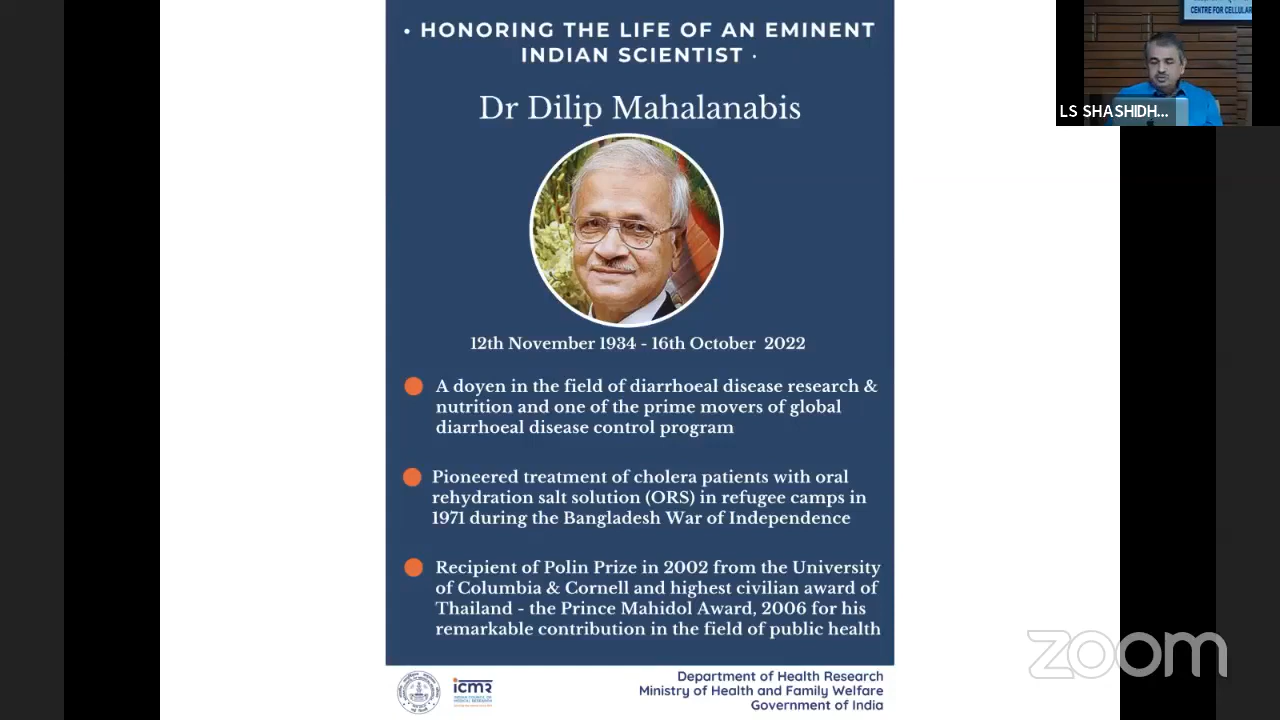 • HONORING THE LIFE OF AN EMINENT
INDIAN SCIENTIST ·
Dr Dilip Mahalanabis
12th November 1934 - 16th October 2022
A doyen in the field of diarrhoeal disease research &
nutrition and one of the prime movers of global
diarrhoeal disease control program
Pioneered treatment of cholera patients with oral
rehydration salt solution (ORS) in refugee camps in
1971 during the Bangladesh War of Independence
Recipient of Polin Prize in 2002 from the University
of Columbia & Cornell and highest civilian award of
Thailand - the Prince Mahidol Award, 2006 for his
remarkable contribution in the field of public health
icmr
Department of Health Research
Ministry of Health and Family Welfare
Government of India
CENTRE FOR CELLULAR
LS SHASHIDH...
zoom